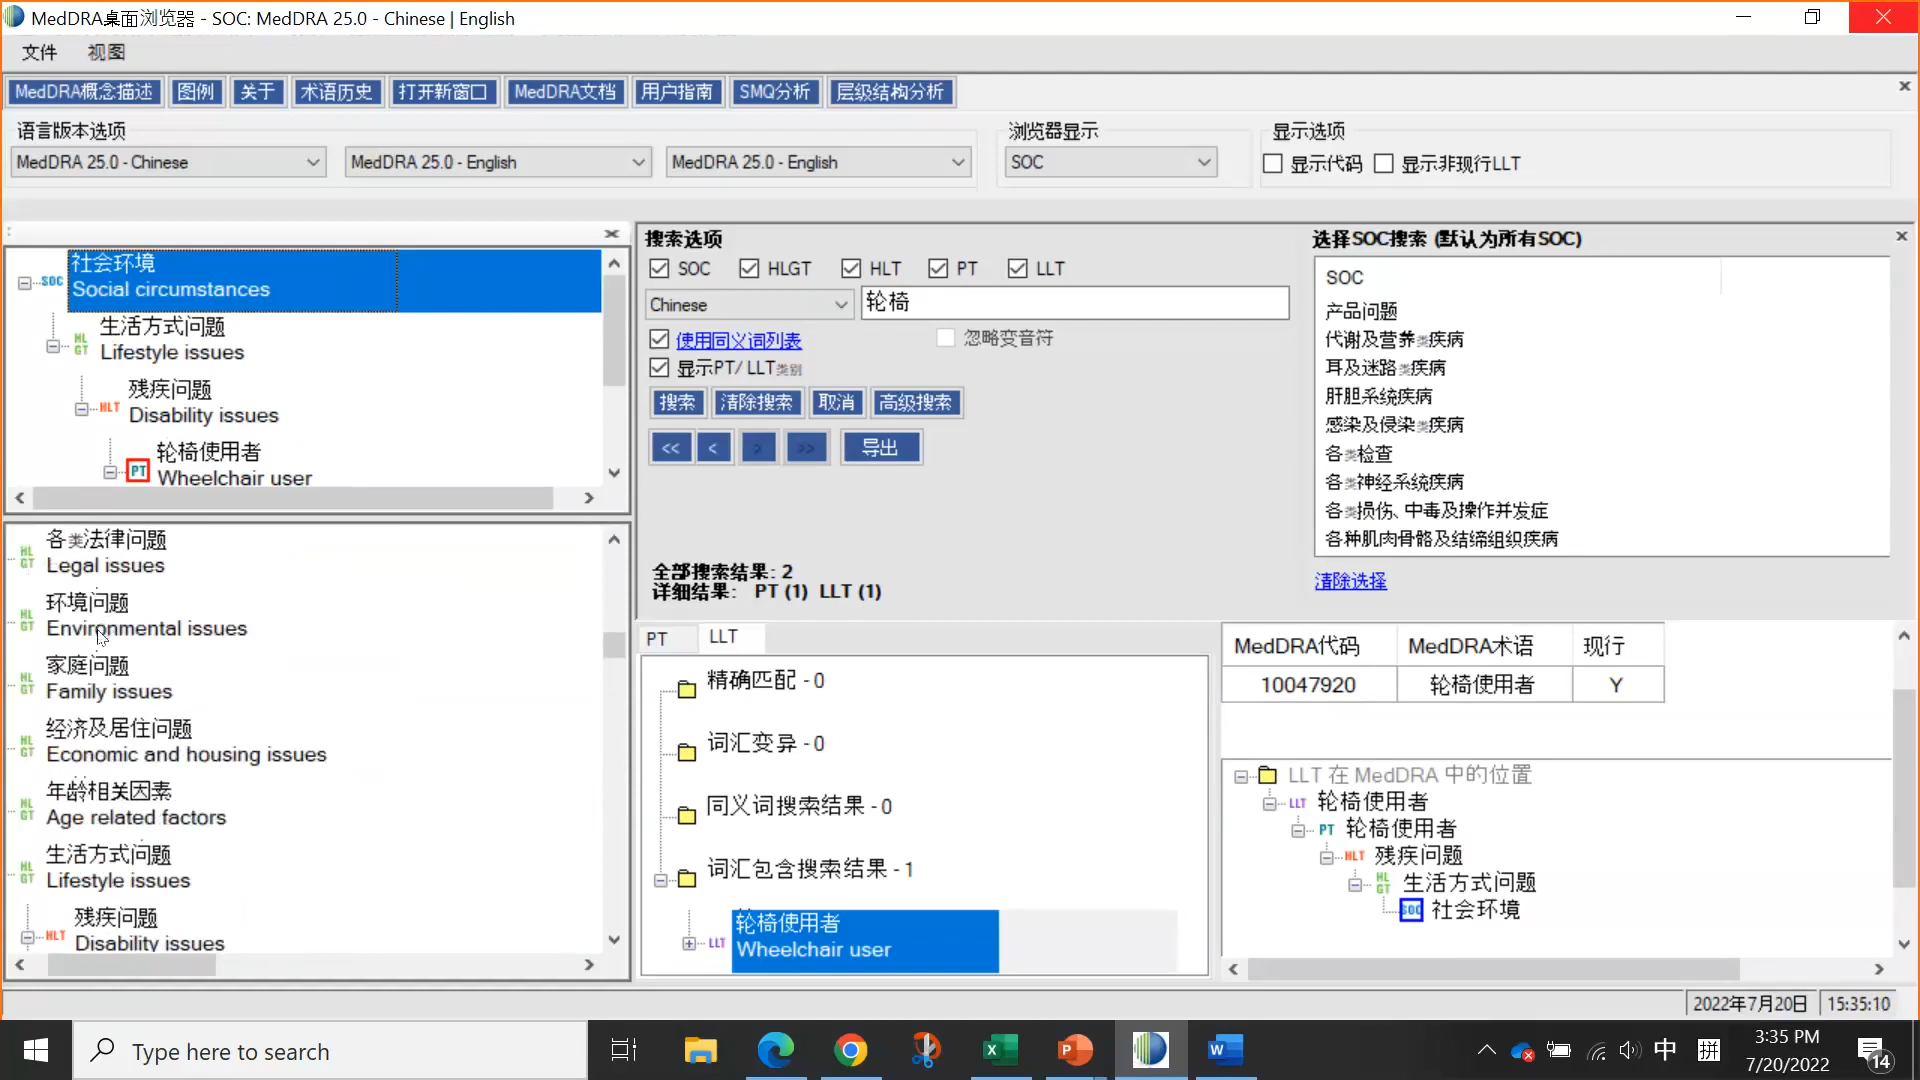 MedDRA桌面浏览器 - SOC: MedDRA 25.0 - Chinese | English
文件 视图
MedDRA概念描述 图例 关于 术语历史 打开新窗口 MedDRA文档 用户指南 SMQ分析 层级结构分析
语言版本选项 浏览器显示 显示选项
MedDRA 25.0 - Chinese MedDRA 25.0 - English MedDRA 25.0 - English SOC 显示代码 显示非现行LLT
SOC 社会环境
Social circumstances
HLGT 生活方式问题
Lifestyle issues
HLT 残疾问题
Disability issues
PT 轮椅使用者
Wheelchair user
HLGT 各类法律问题
Legal issues
HLGT 环境问题
Environmental issues
HLGT 家庭问题
Family issues
HLGT 经济及居住问题
Economic and housing issues
HLGT 年龄相关因素
Age related factors
HLGT 生活方式问题
Lifestyle issues
HLT 残疾问题
Disability issues
搜索选项
SOC HLGT HLT PT LLT
Chinese 轮椅
使用同义词列表 忽略变音符
显示PT/ LLT类别
搜索 清除搜索 取消 高级搜索
<< < > >> 导出
全部搜索结果: 2
详细结果: PT (1) LLT (1)
选择SOC搜索 (默认为所有SOC)
SOC
产品问题
代谢及营养类疾病
耳及迷路类疾病
肝胆系统疾病
感染及侵染类疾病
各类检查
各类神经系统疾病
各类损伤、中毒及操作并发症
各种肌肉骨骼及结缔组织疾病
清除选择
PT LLT
精确匹配 - 0
词汇变异 - 0
同义词搜索结果 - 0
词汇包含搜索结果 - 1
LLT 轮椅使用者
Wheelchair user
MedDRA代码 MedDRA术语 现行
10047920 轮椅使用者 Y
LLT 在 MedDRA 中的位置
LLT 轮椅使用者
PT 轮椅使用者
HLT 残疾问题
HLGT 生活方式问题
SOC 社会环境
2022年7月20日 15:35:10
Type here to search
中 拼 3:35 PM
7/20/2022 14